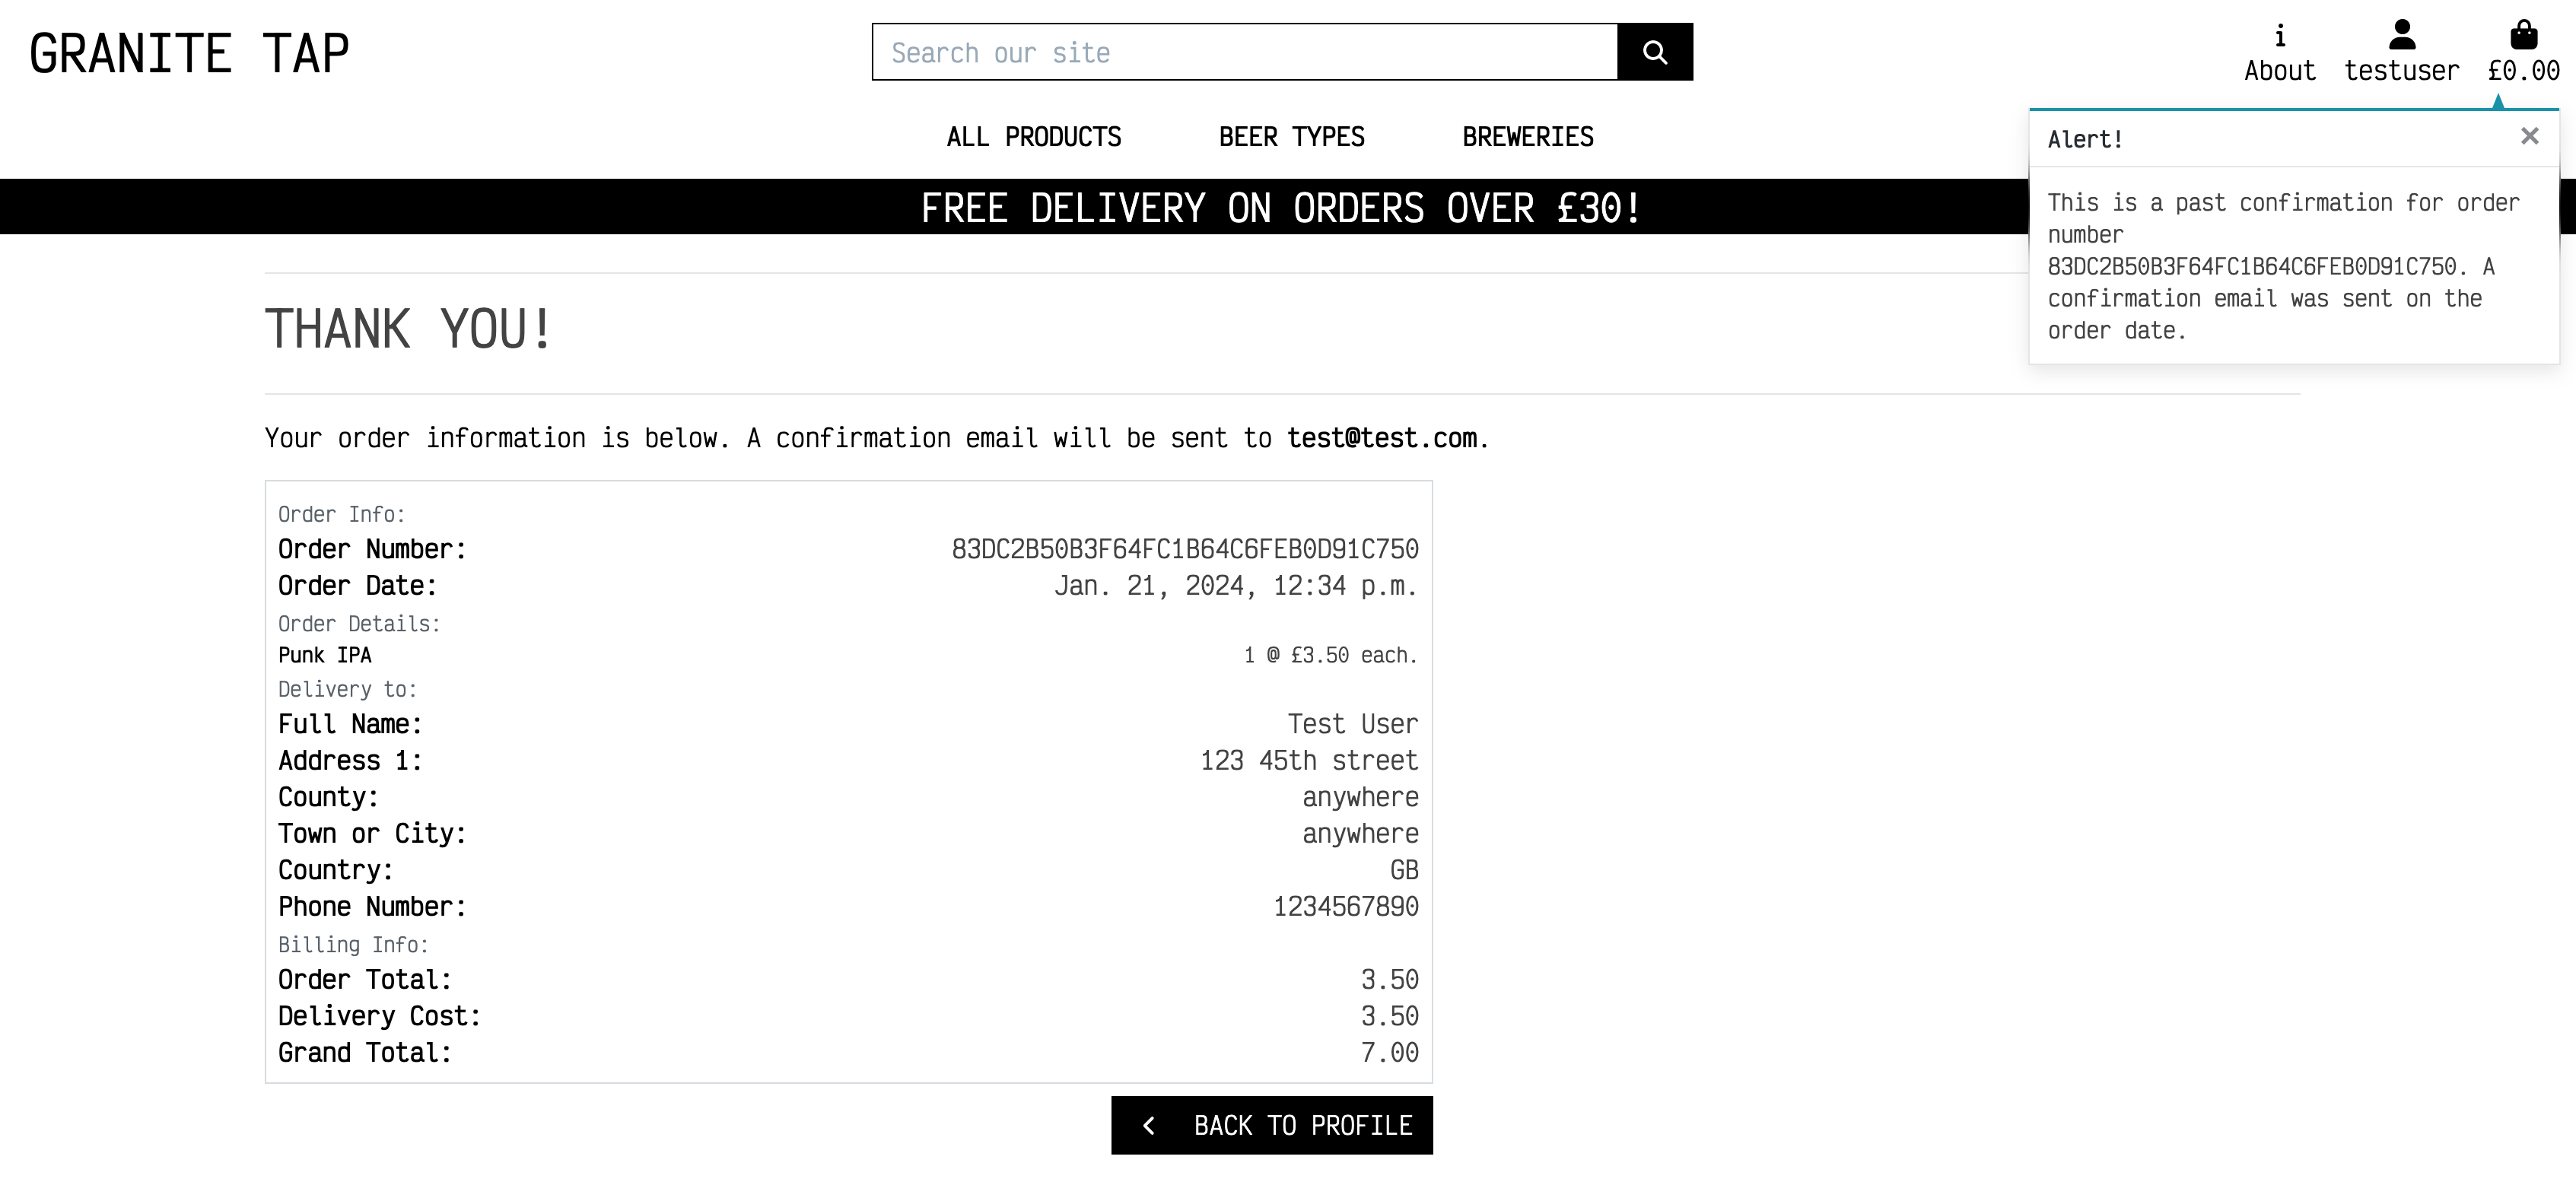 GRANITE TAP
Search our site
About
testuser
£0.00
ALL PRODUCTS
BEER TYPES
BREWERIES
FREE DELIVERY ON ORDERS OVER £30!
Alert!
This is a past confirmation for order
number
83DC2B50B3F64FC1B64C6FEB0D91C750. A
confirmation email was sent on the
order date.
THANK YOU!
Your order information is below. A confirmation email will be sent to test@test.com.
Order Info:
Order Number: 83DC2B50B3F64FC1B64C6FEB0D91C750
Order Date: Jan. 21, 2024, 12:34 p.m.
Order Details:
Punk IPA 1 @ £3.50 each.
Delivery to:
Full Name: Test User
Address 1: 123 45th street
County: anywhere
Town or City: anywhere
Country: GB
Phone Number: 1234567890
Billing Info:
Order Total: 3.50
Delivery Cost: 3.50
Grand Total: 7.00
BACK TO PROFILE